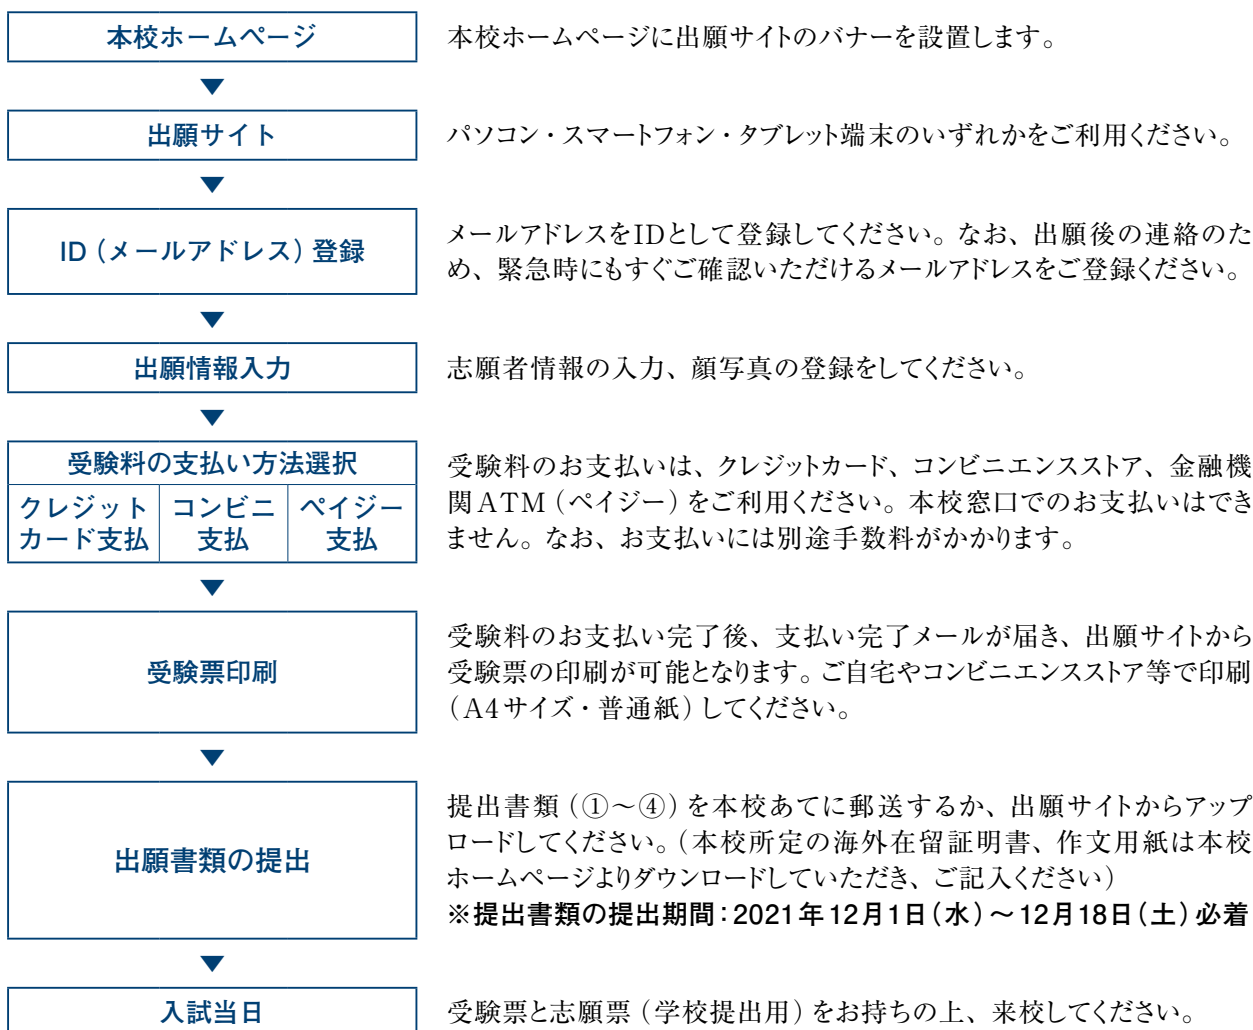 本校ホームページ
本校ホームページに出願サイトのバナーを設置します。
▼
出願サイト
パソコン・スマートフォン・タブレット端末のいずれかをご利用ください。
▼
ID（メールアドレス）登録
メールアドレスをIDとして登録してください。なお、出願後の連絡のた
め、緊急時にもすぐご確認いただけるメールアドレスをご登録ください。
▼
出願情報入力
志願者情報の入力、顔写真の登録をしてください。
▼
受験料の支払い方法選択
クレジット
カード支払
コンビニ
支払
ペイジー
支払
受験料のお支払いは、クレジットカード、コンビニエンスストア、金融機
関ATM（ペイジー）をご利用ください。本校窓口でのお支払いはでき
ません。なお、お支払いには別途手数料がかかります。
▼
受験票印刷
受験料のお支払い完了後、支払い完了メールが届き、出願サイトから
受験票の印刷が可能となります。ご自宅やコンビニエンスストア等で印刷
（A4サイズ・普通紙）してください。
▼
出願書類の提出
提出書類（①～④）を本校あてに郵送するか、出願サイトからアップ
ロードしてください。（本校所定の海外在留証明書、作文用紙は本校
ホームページよりダウンロードしていただき、ご記入ください）
※提出書類の提出期間：2021年12月1日（水）～12月18日（土）必着
▼
入試当日
受験票と志願票（学校提出用）をお持ちの上、来校してください。